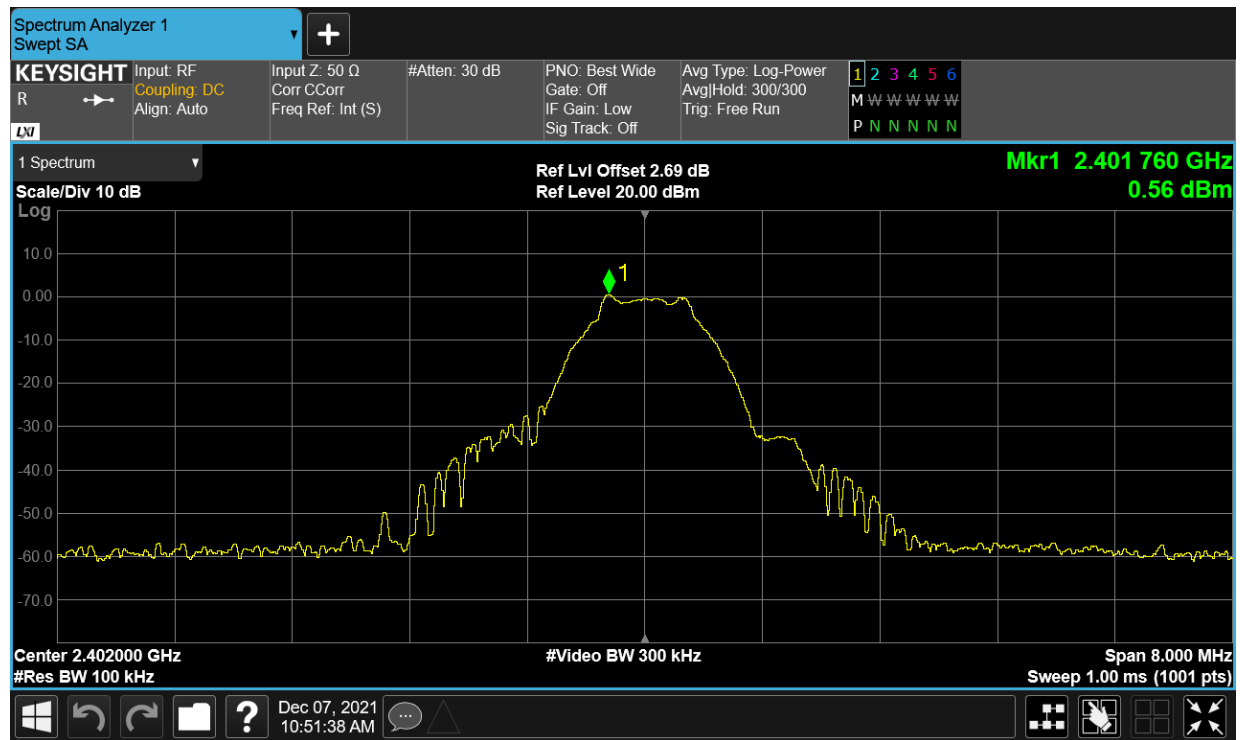 Spectrum Analyzer 1
Swept SA
+
KEYSIGHT
R
LXI
Input: RF
Coupling: DC
Align: Auto
Input Z: 50 Ω
Corr CCorr
Freq Ref: Int (S)
#Atten: 30 dB
PNO: Best Wide
Gate: Off
IF Gain: Low
Sig Track: Off
Avg Type: Log-Power
Avg|Hold: 300/300
Trig: Free Run
1 2 3 4 5 6
M W W W W W W
P N N N N N N
1 Spectrum
Scale/Div 10 dB
Ref Lvl Offset 2.69 dB
Ref Level 20.00 dBm
Mkr1 2.401 760 GHz
0.56 dBm
Log
10.0
0.00
-10.0
-20.0
-30.0
-40.0
-50.0
-60.0
-70.0
1
Center 2.402000 GHz
#Res BW 100 kHz
#Video BW 300 kHz
Span 8.000 MHz
Sweep 1.00 ms (1001 pts)
?
Dec 07, 2021
10:51:38 AM